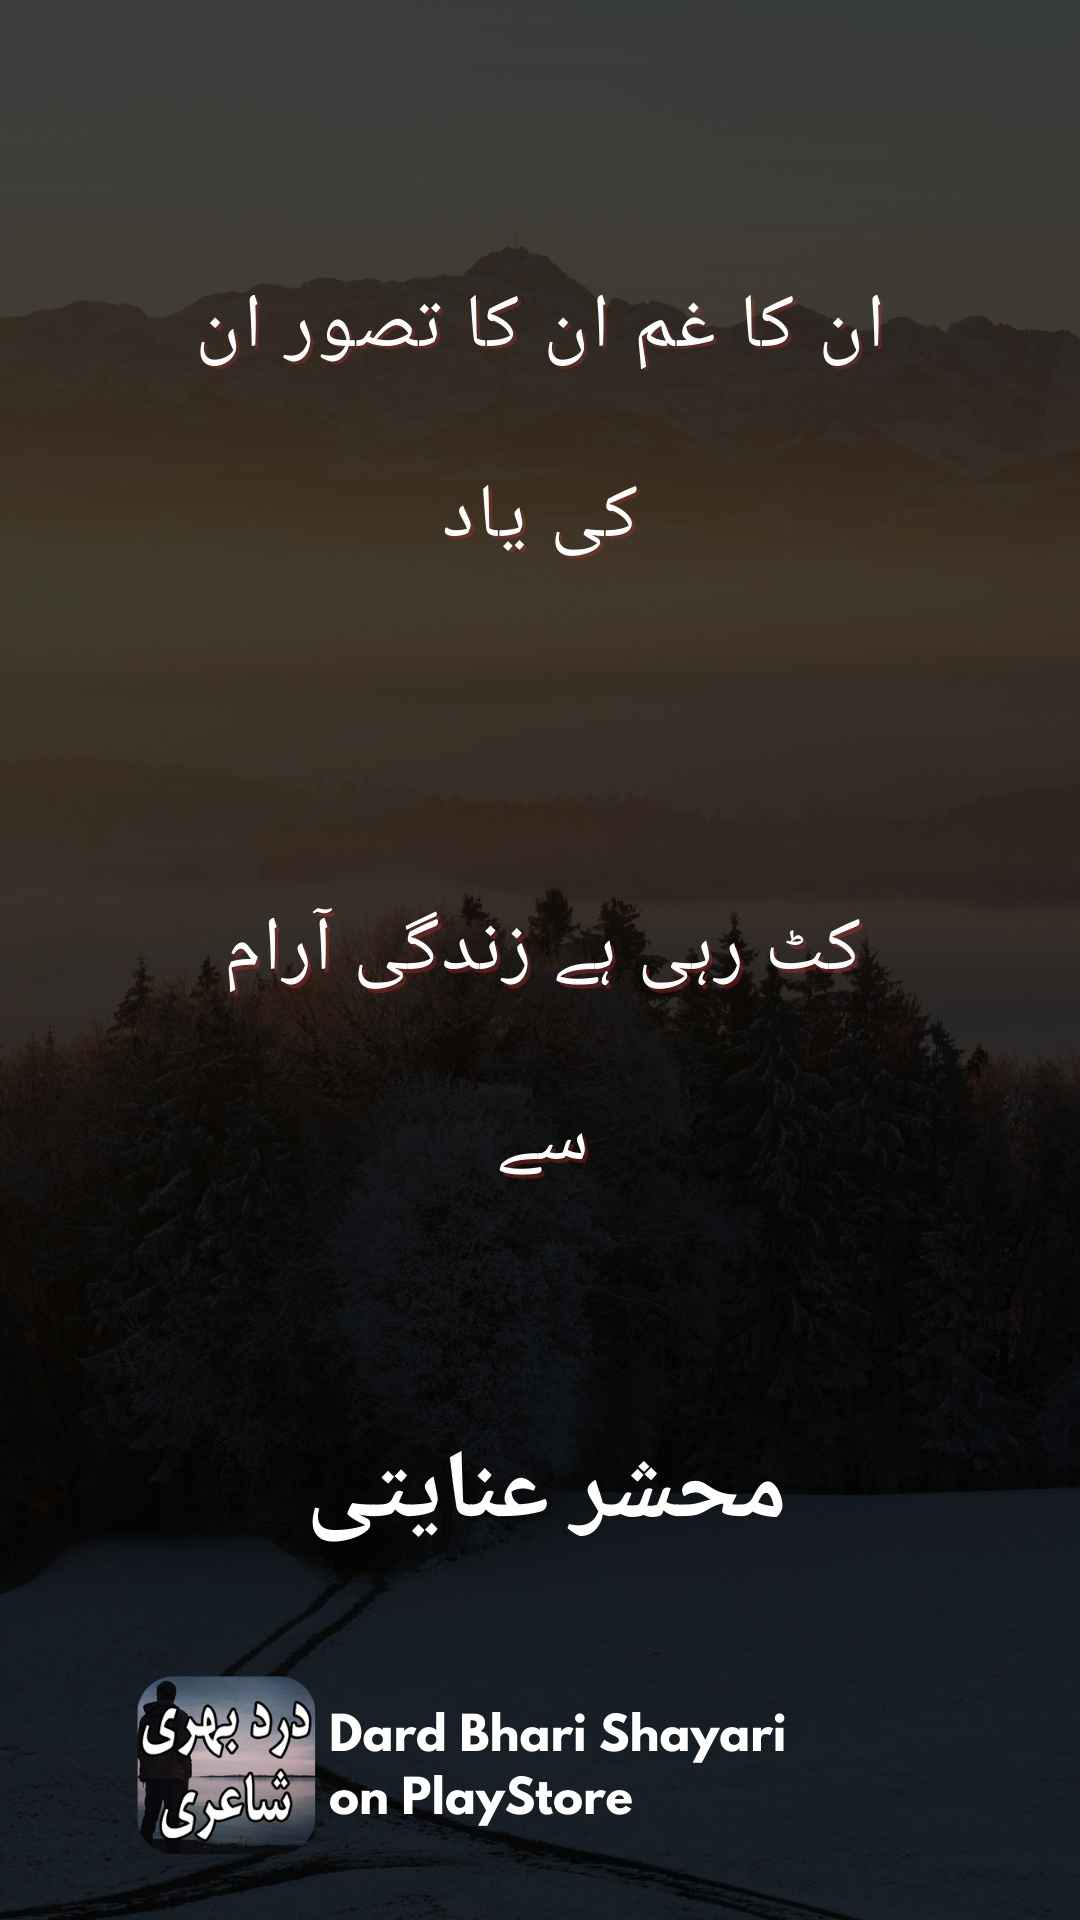 ان کا غم ان کا تصور ان
کی یاد
کٹ رہی ہے زندگی آرام
سے
محشر عنایتی
درد بھری
شاعری
Dard Bhari Shayari
on PlayStore